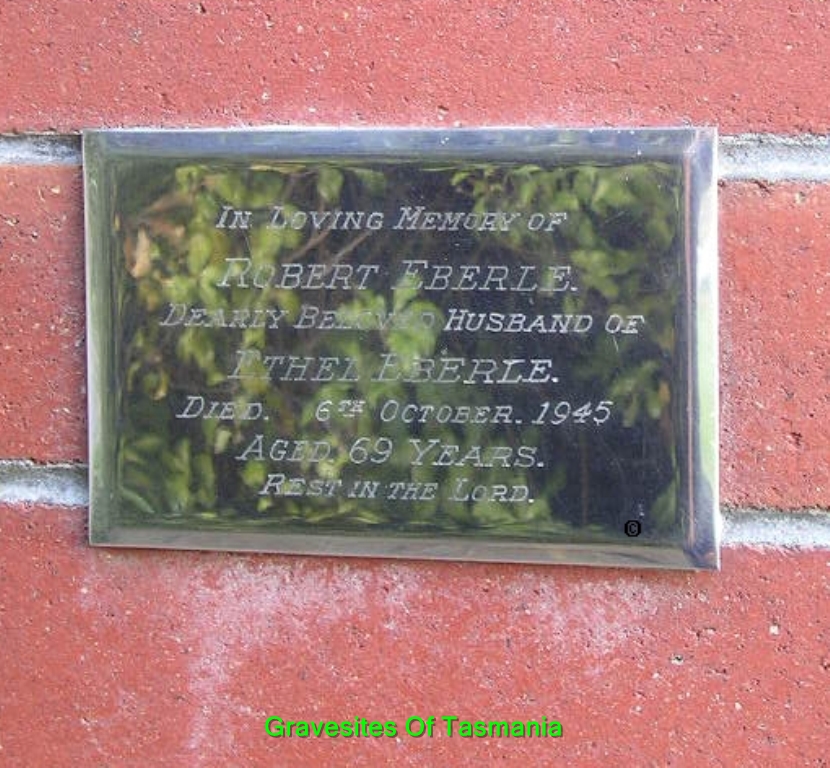 In Loving Memory of
Robert Eberle.
Dearly Beloved Husband of
Ethel Eberle.
Died. 6th October. 1945
Aged 69 Years.
Rest in the Lord.
©
Gravesites Of Tasmania